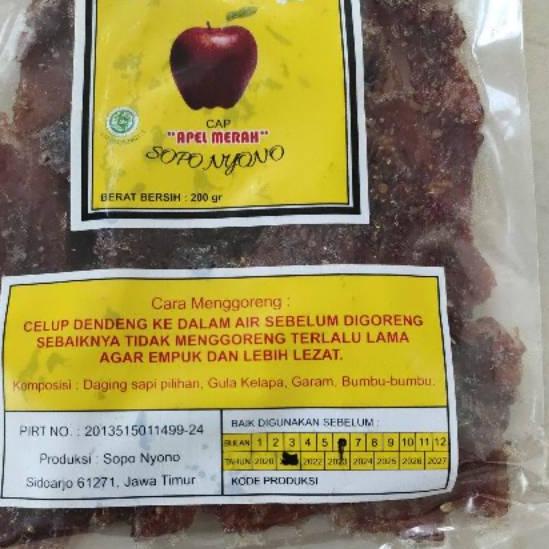 CAP
"APEL MERAH"
SOPO NYONO
BERAT BERSIH : 200 gr
Cara Menggoreng :
CELUP DENDENG KE DALAM AIR SEBELUM DIGORENG
SEBAIKNYA TIDAK MENGGORENG TERLALU LAMA
AGAR EMPUK DAN LEBIH LEZAT.
Komposisi : Daging sapi pilihan, Gula Kelapa, Garam, Bumbu-bumbu.
PIRT NO. : 2013515011499-24
Produksi : Sopo Nyono
Sidoarjo 61271, Jawa Timur
BAIK DIGUNAKAN SEBELUM :
BULAN 1 2 3 4 5 7 8 9 10 11 12
TAHUN 2020 2022 2023 2024 2025 2026 2027
KODE PRODUKSI